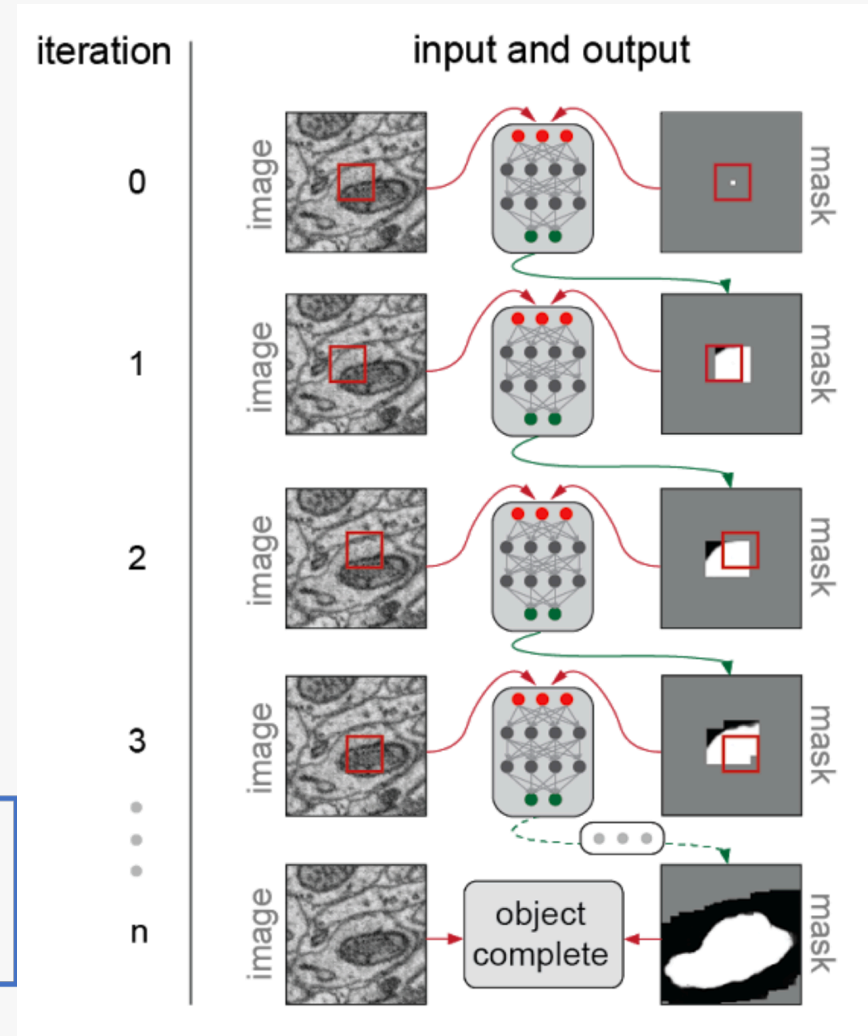 iteration
input and output
0
image
mask
1
image
mask
2
image
mask
3
image
mask
n
image
object
complete
mask